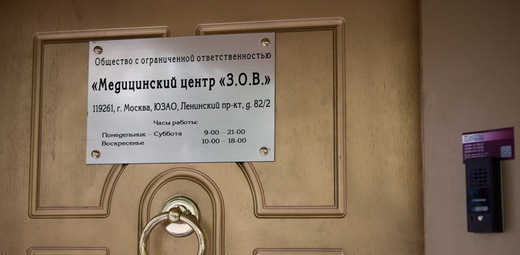 Общество с ограниченной ответственностью
«Медицинский центр «З.О.В.»
119261, г. Москва, ЮЗАО, Ленинский пр-кт, д. 82/2
Часы работы:
Понедельник – Суббота 9-00 - 21-00
Воскресенье 10-00 - 18-00